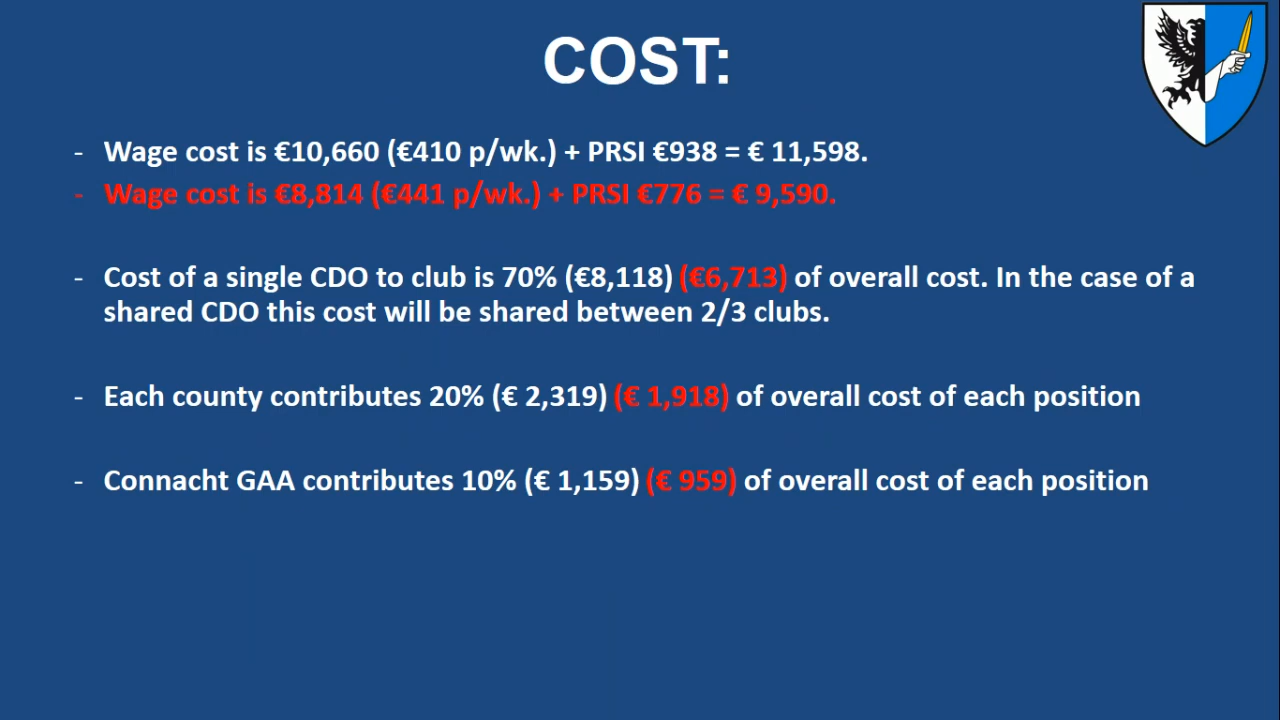 COST:
- Wage cost is €10,660 (€410 p/wk.) + PRSI €938 = € 11,598.
- Wage cost is €8,814 (€441 p/wk.) + PRSI €776 = € 9,590.
- Cost of a single CDO to club is 70% (€8,118) (€6,713) of overall cost. In the case of a
shared CDO this cost will be shared between 2/3 clubs.
- Each county contributes 20% (€ 2,319) (€ 1,918) of overall cost of each position
- Connacht GAA contributes 10% (€ 1,159) (€ 959) of overall cost of each position